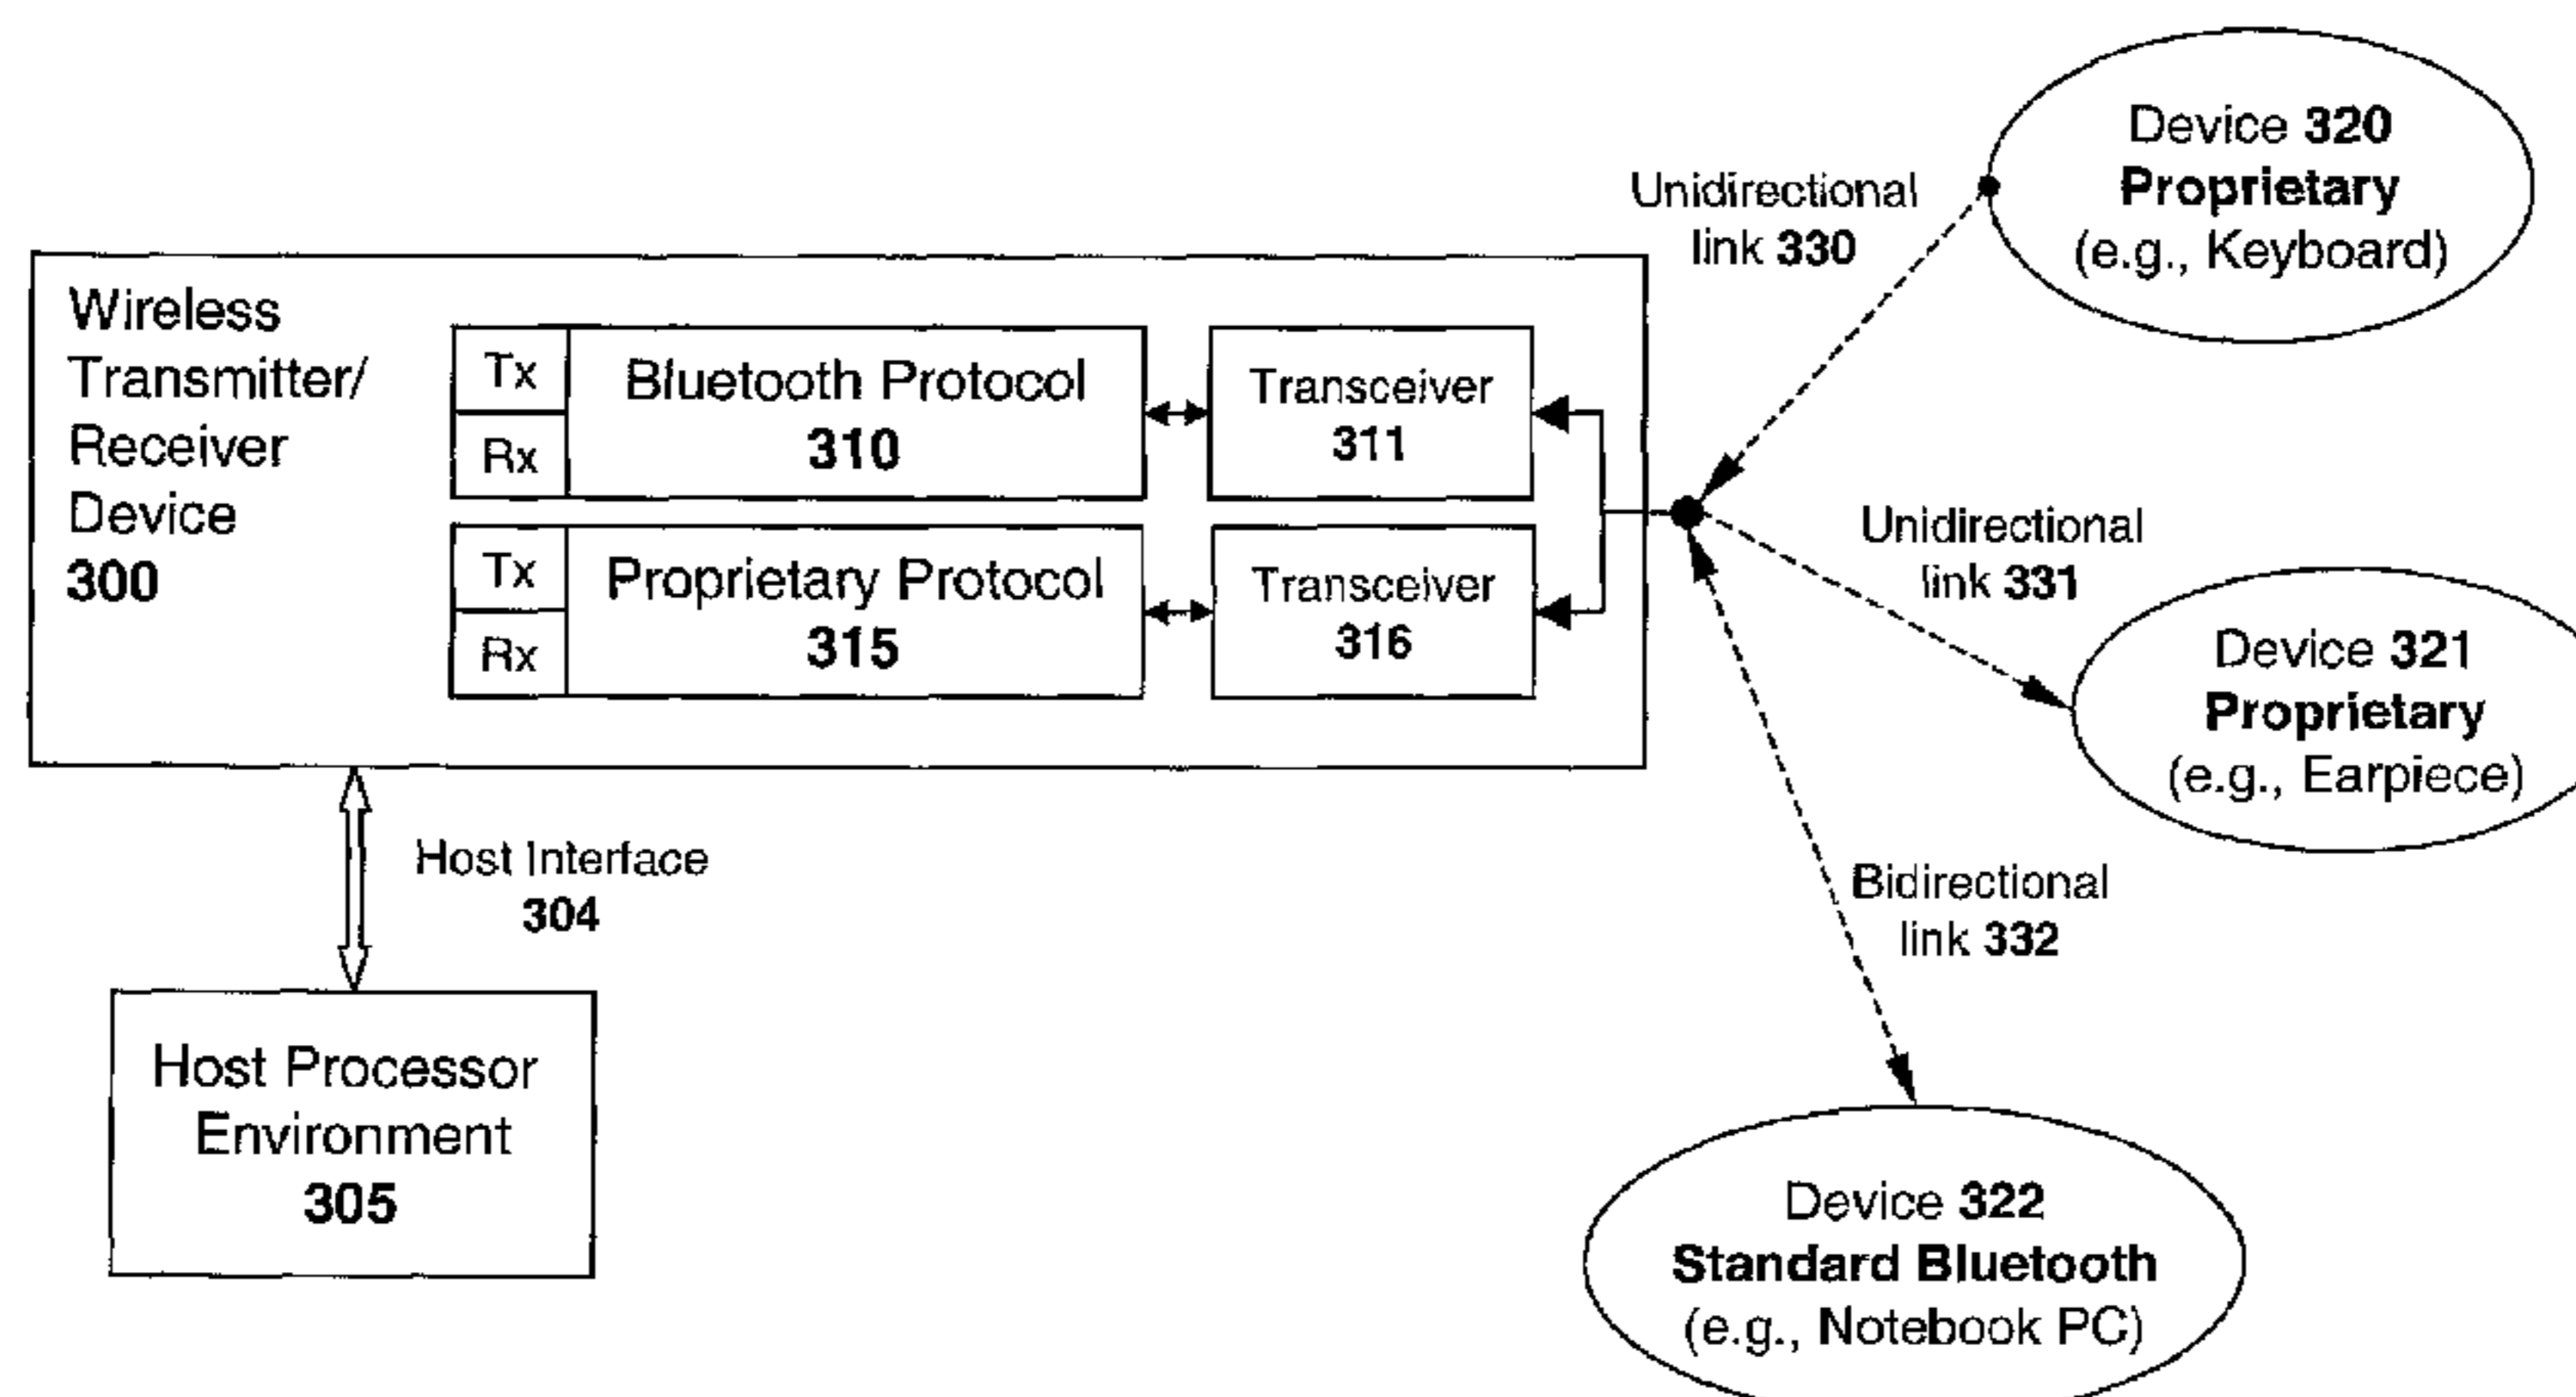 Wireless
Transmitter/
Receiver
Device
300
Tx
Rx
Bluetooth Protocol
310
Transceiver
311
Tx
Rx
Proprietary Protocol
315
Transceiver
316
Host Interface
304
Host Processor
Environment
305
Unidirectional
link 330
Device 320
Proprietary
(e.g., Keyboard)
Unidirectional
link 331
Device 321
Proprietary
(e.g., Earpiece)
Bidirectional
link 332
Device 322
Standard Bluetooth
(e.g., Notebook PC)